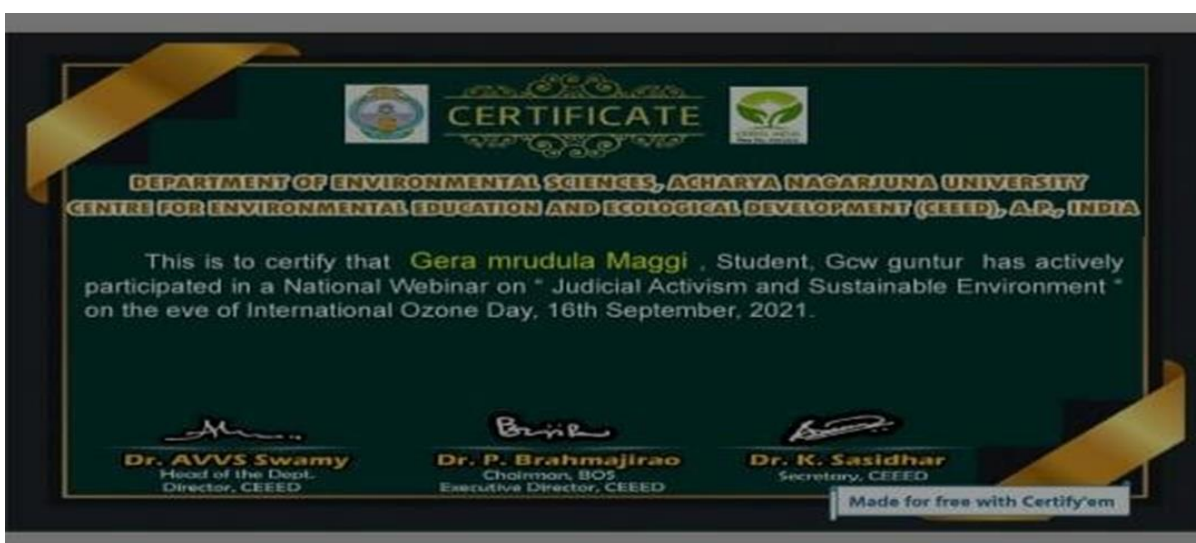 CERTIFICATE
DEPARTMENT OF ENVIRONMENTAL SCIENCES, ACHARYA NAGARJUNA UNIVERSITY
CENTRE FOR ENVIRONMENTAL EDUCATION AND ECOLOGICAL DEVELOPMENT (CEEED), A.P., INDIA
This is to certify that Gera mrudula Maggi , Student, Gcw guntur has actively
participated in a National Webinar on " Judicial Activism and Sustainable Environment "
on the eve of International Ozone Day, 16th September, 2021.
Dr. AVVS Swamy
Head of the Dept.
Director, CEEED
Dr. P. Brahmajirao
Chairman, BOS
Executive Director, CEEED
Dr. K. Sasidhar
Secretary, CEEED
Made for free with Certify'em